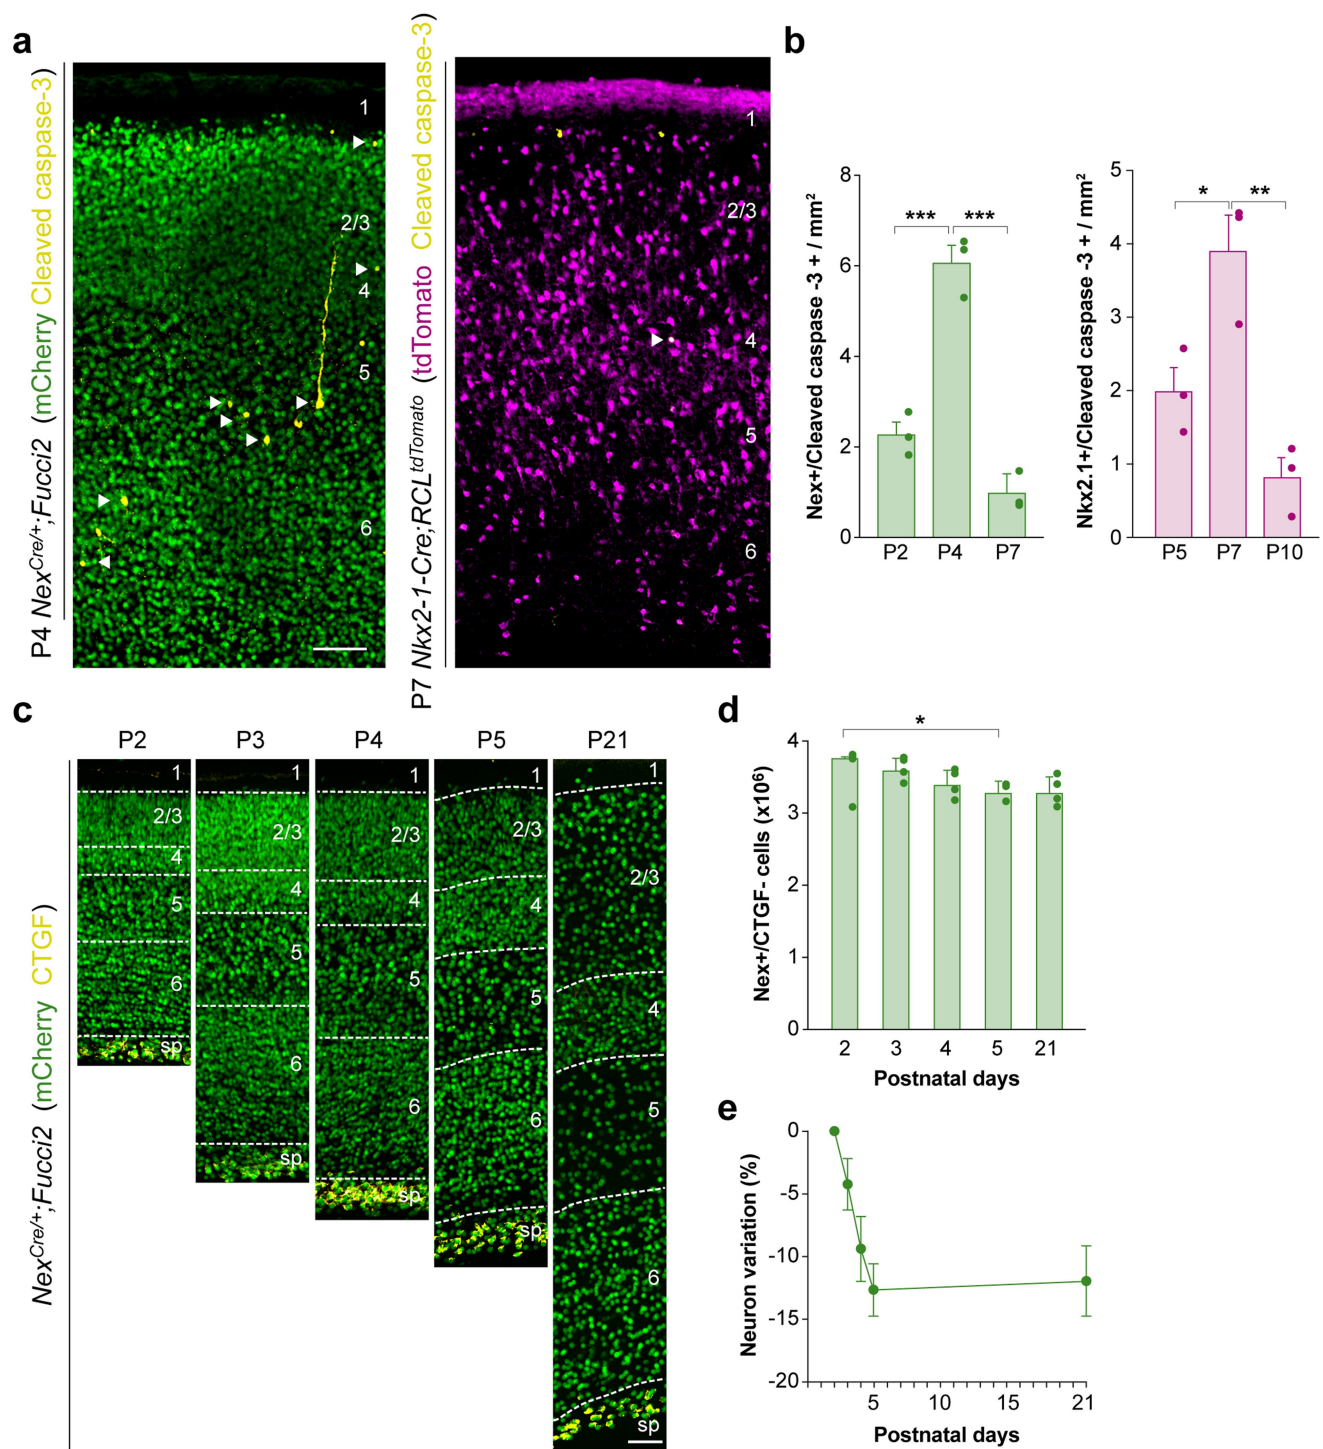 a
P4 Nex^Cre/+;Fucci2 (mCherry Cleaved caspase-3)
1
2/3
4
5
6
P7 Nkx2-1-Cre;RCL^tdTomato (tdTomato Cleaved caspase-3)
1
2/3
4
5
6
b
Nex+/Cleaved caspase -3 + / mm²
8
6
4
2
0
*** ***
P2 P4 P7
Nkx2.1+/Cleaved caspase -3 + / mm²
5
4
3
2
1
0
* **
P5 P7 P10
c
Nex^Cre/+;Fucci2 (mCherry CTGF)
P2 P3 P4 P5 P21
1
2/3
4
5
6
sp
1
2/3
4
5
6
sp
1
2/3
4
5
6
sp
1
2/3
4
5
6
sp
1
2/3
4
5
6
sp
d
Nex+/CTGF- cells (x10⁶)
*
4
3
2
1
0
2 3 4 5 21
Postnatal days
e
Neuron variation (%)
0
-5
-10
-15
-20
5 10 15 21
Postnatal days